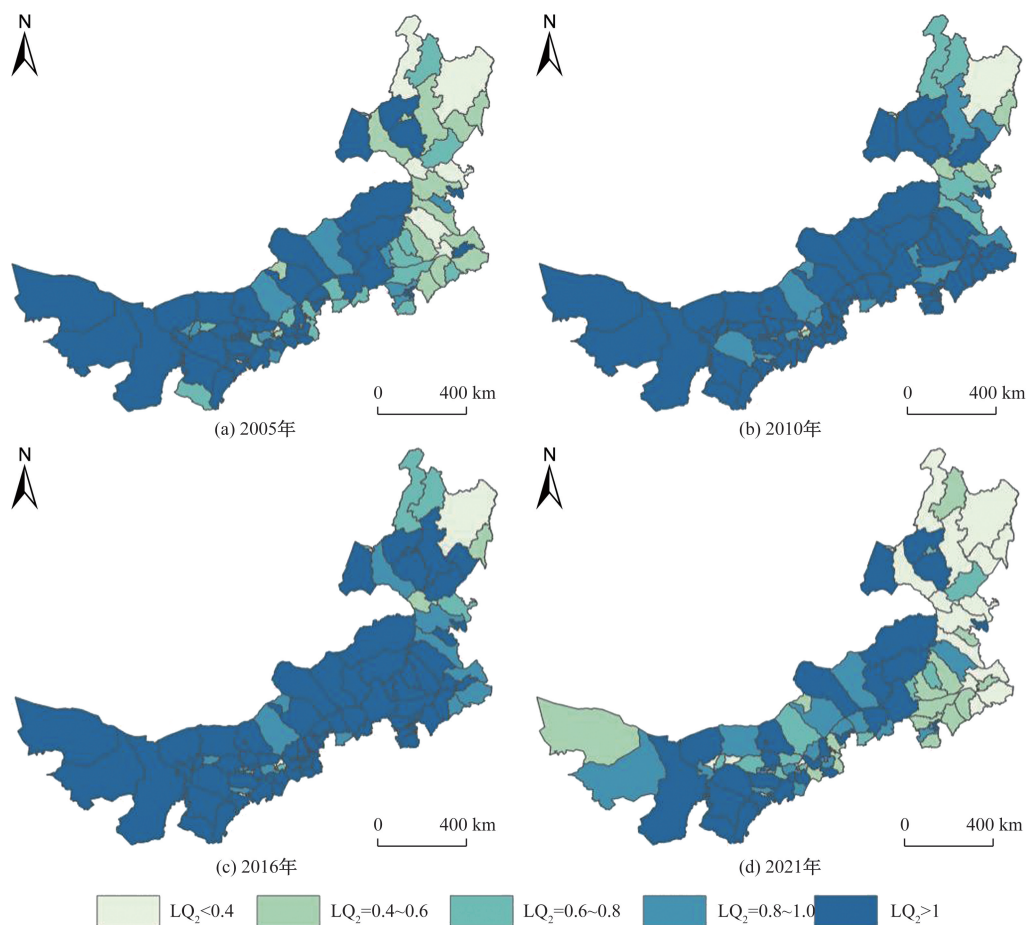 N
N
0 400 km
0 400 km
(a) 2005年
(b) 2010年
N
N
0 400 km
0 400 km
(c) 2016年
(d) 2021年
LQ₂<0.4 LQ₂=0.4~0.6 LQ₂=0.6~0.8 LQ₂=0.8~1.0 LQ₂>1